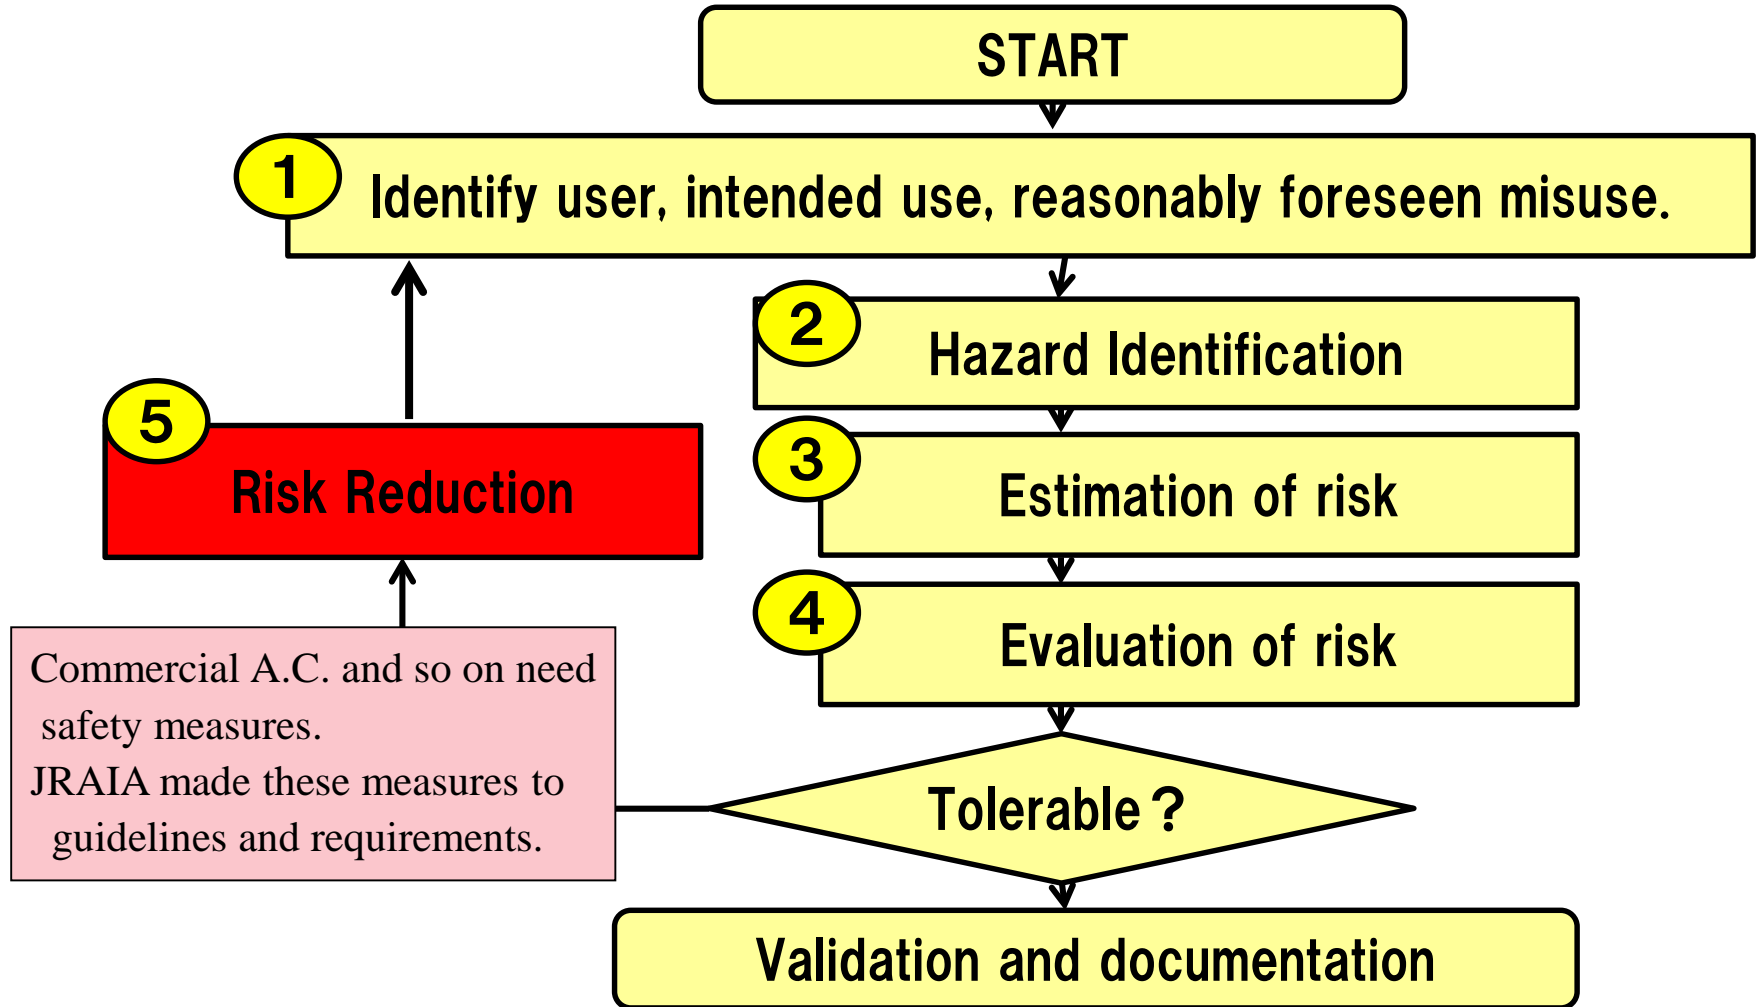 START
1
Identify user, intended use, reasonably foreseen misuse.
2
Hazard Identification
3
Estimation of risk
4
Evaluation of risk
5
Risk Reduction
Commercial A.C. and so on need
safety measures.
JRAIA made these measures to
guidelines and requirements.
Tolerable？
Validation and documentation